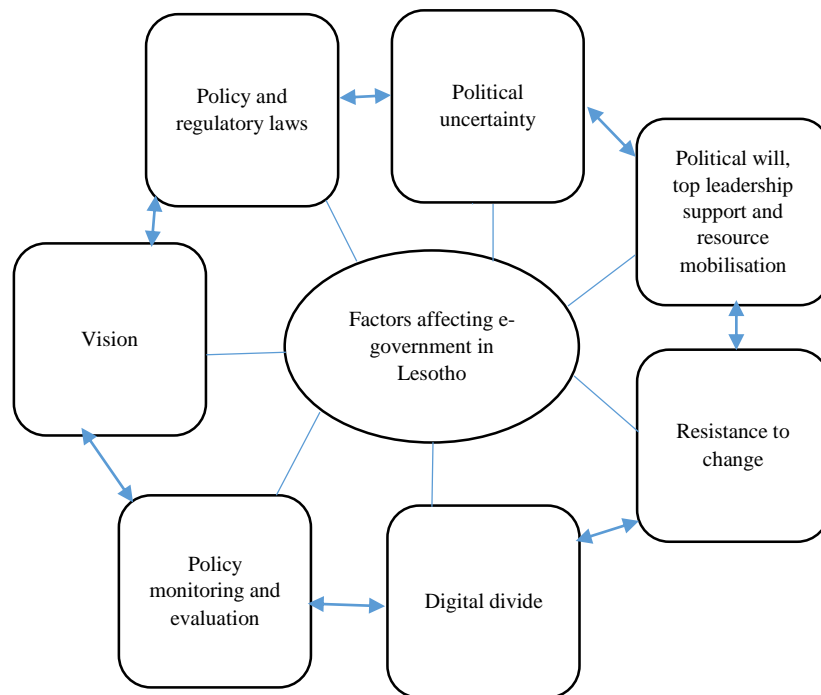 Policy and
regulatory laws
Political
uncertainty
Political will,
top leadership
support and
resource
mobilisation
Vision
Factors affecting e-
government in
Lesotho
Resistance to
change
Policy
monitoring and
evaluation
Digital divide